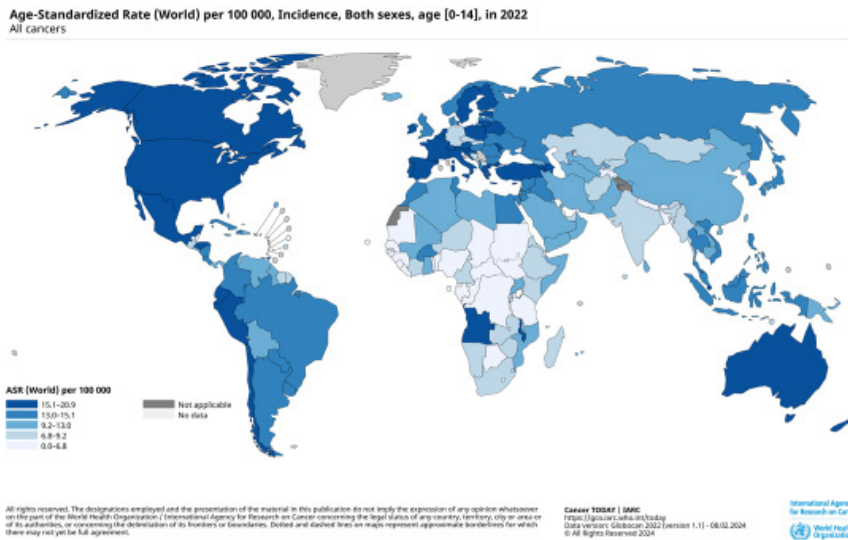 Age-Standardized Rate (World) per 100 000, Incidence, Both sexes, age [0-14], in 2022
All cancers
ASR (World) per 100 000
15.1–20.9
13.0–15.1
9.2–13.0
6.8–9.2
0.0–6.8
Not applicable
No data
All rights reserved. The designations employed and the presentation of the material in this publication do not imply the expression of any opinion whatsoever
on the part of the World Health Organization / International Agency for Research on Cancer concerning the legal status of any country, territory, city or area or
of its authorities, or concerning the delimitation of its frontiers or boundaries. Dotted and dashed lines on maps represent approximate borderlines for which
there may not yet be full agreement.
Cancer TODAY | IARC
https://gco.iarc.who.int/today
Data version: Globocan 2022 (version 1.1) - 08.02.2024
© All Rights Reserved 2024
International Agenc
for Research on Can
World Healt
Organizatio